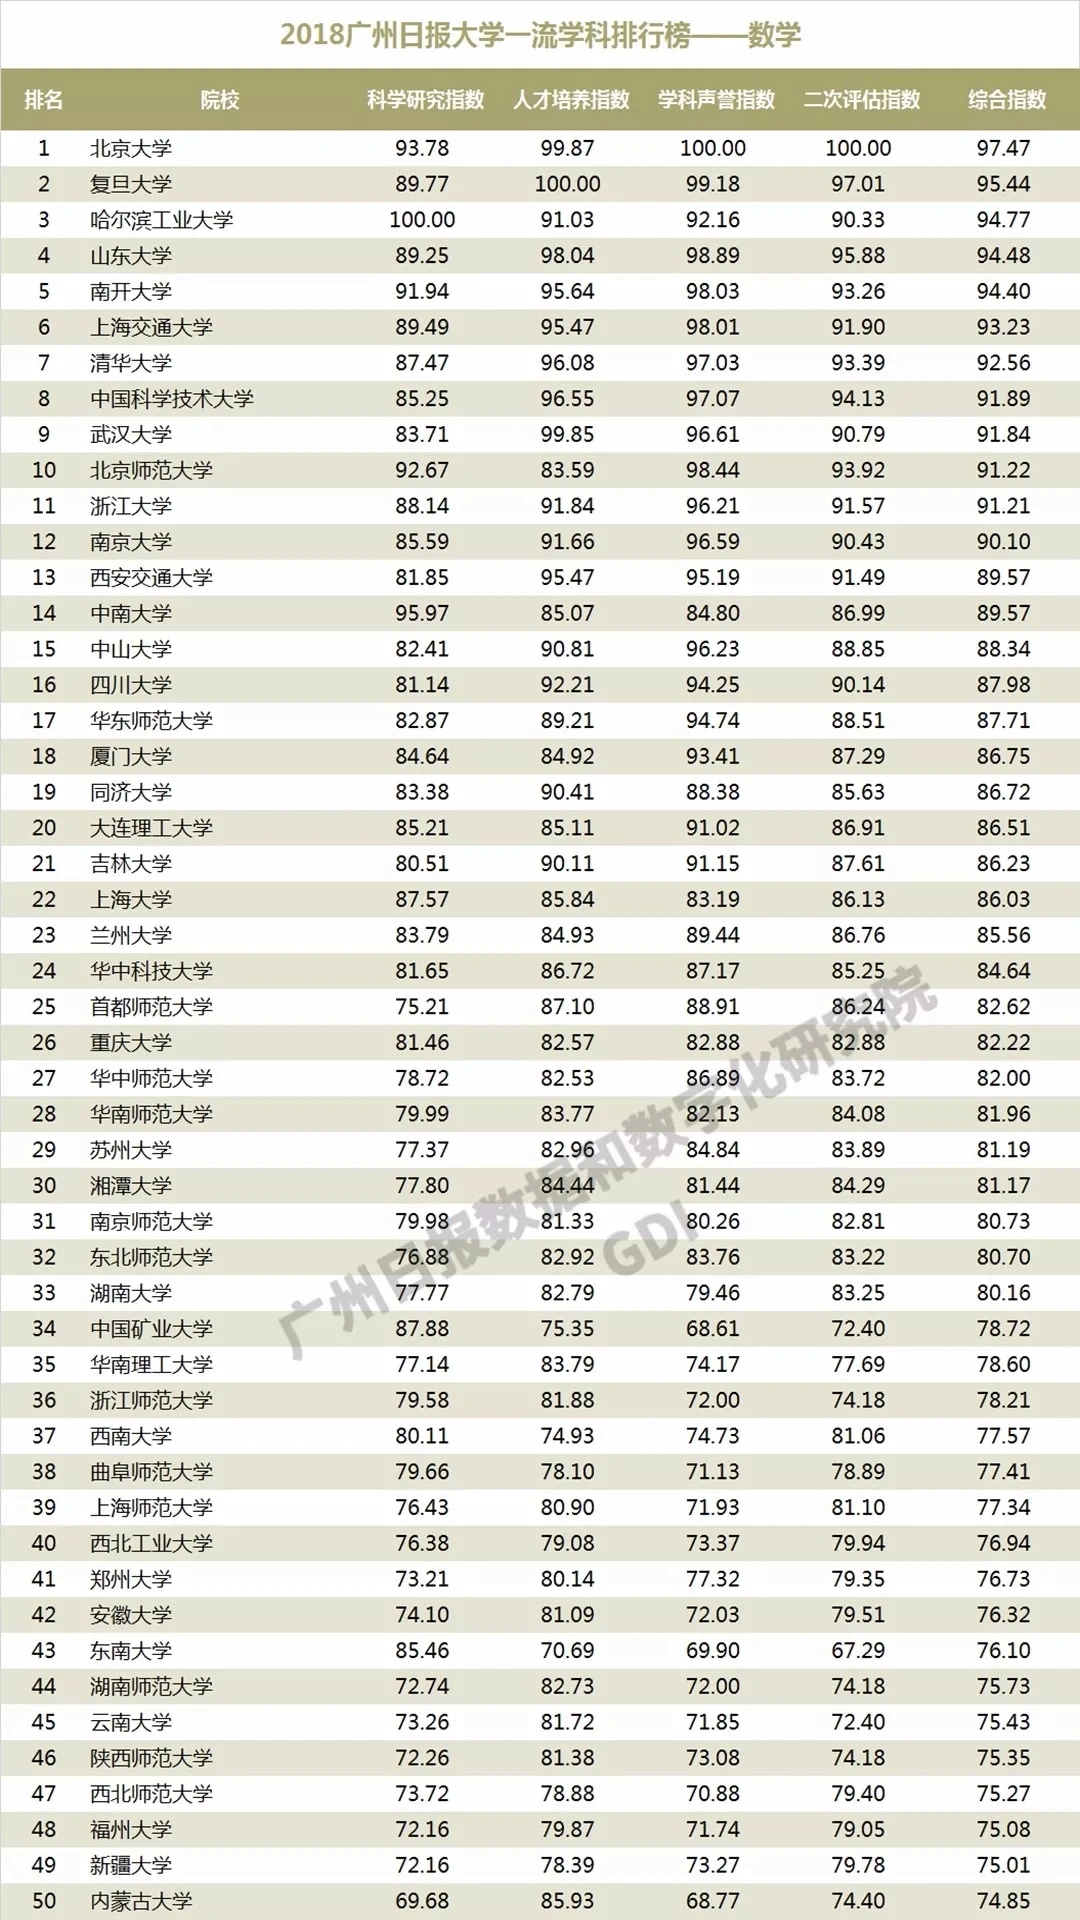 2018广州日报大学一流学科排行榜——数学
排名 院校 科学研究指数 人才培养指数 学科声誉指数 二次评估指数 综合指数
1 北京大学 93.78 99.87 100.00 100.00 97.47
2 复旦大学 89.77 100.00 99.18 97.01 95.44
3 哈尔滨工业大学 100.00 91.03 92.16 90.33 94.77
4 山东大学 89.25 98.04 98.89 95.88 94.48
5 南开大学 91.94 95.64 98.03 93.26 94.40
6 上海交通大学 89.49 95.47 98.01 91.90 93.23
7 清华大学 87.47 96.08 97.03 93.39 92.56
8 中国科学技术大学 85.25 96.55 97.07 94.13 91.89
9 武汉大学 83.71 99.85 96.61 90.79 91.84
10 北京师范大学 92.67 83.59 98.44 93.92 91.22
11 浙江大学 88.14 91.84 96.21 91.57 91.21
12 南京大学 85.59 91.66 96.59 90.43 90.10
13 西安交通大学 81.85 95.47 95.19 91.49 89.57
14 中南大学 95.97 85.07 84.80 86.99 89.57
15 中山大学 82.41 90.81 96.23 88.85 88.34
16 四川大学 81.14 92.21 94.25 90.14 87.98
17 华东师范大学 82.87 89.21 94.74 88.51 87.71
18 厦门大学 84.64 84.92 93.41 87.29 86.75
19 同济大学 83.38 90.41 88.38 85.63 86.72
20 大连理工大学 85.21 85.11 91.02 86.91 86.51
21 吉林大学 80.51 90.11 91.15 87.61 86.23
22 上海大学 87.57 85.84 83.19 86.13 86.03
23 兰州大学 83.79 84.93 89.44 86.76 85.56
24 华中科技大学 81.65 86.72 87.17 85.25 84.64
25 首都师范大学 75.21 87.10 88.91 86.24 82.62
26 重庆大学 81.46 82.57 82.88 82.88 82.22
27 华中师范大学 78.72 82.53 86.89 83.72 82.00
28 华南师范大学 79.99 83.77 82.13 84.08 81.96
29 苏州大学 77.37 82.96 84.84 83.89 81.19
30 湘潭大学 77.80 84.44 81.44 84.29 81.17
31 南京师范大学 79.98 81.33 80.26 82.81 80.73
32 东北师范大学 76.88 82.92 83.76 83.22 80.70
33 湖南大学 77.77 82.79 79.46 83.25 80.16
34 中国矿业大学 87.88 75.35 68.61 72.40 78.72
35 华南理工大学 77.14 83.79 74.17 77.69 78.60
36 浙江师范大学 79.58 81.88 72.00 74.18 78.21
37 西南大学 80.11 74.93 74.73 81.06 77.57
38 曲阜师范大学 79.66 78.10 71.13 78.89 77.41
39 上海师范大学 76.43 80.90 71.93 81.10 77.34
40 西北工业大学 76.38 79.08 73.37 79.94 76.94
41 郑州大学 73.21 80.14 77.32 79.35 76.73
42 安徽大学 74.10 81.09 72.03 79.51 76.32
43 东南大学 85.46 70.69 69.90 67.29 76.10
44 湖南师范大学 72.74 82.73 72.00 74.18 75.73
45 云南大学 73.26 81.72 71.85 72.40 75.43
46 陕西师范大学 72.26 81.38 73.08 74.18 75.35
47 西北师范大学 73.72 78.88 70.88 79.40 75.27
48 福州大学 72.16 79.87 71.74 79.05 75.08
49 新疆大学 72.16 78.39 73.27 79.78 75.01
50 内蒙古大学 69.68 85.93 68.77 74.40 74.85
广州日报数据和数字化研究院
GDI